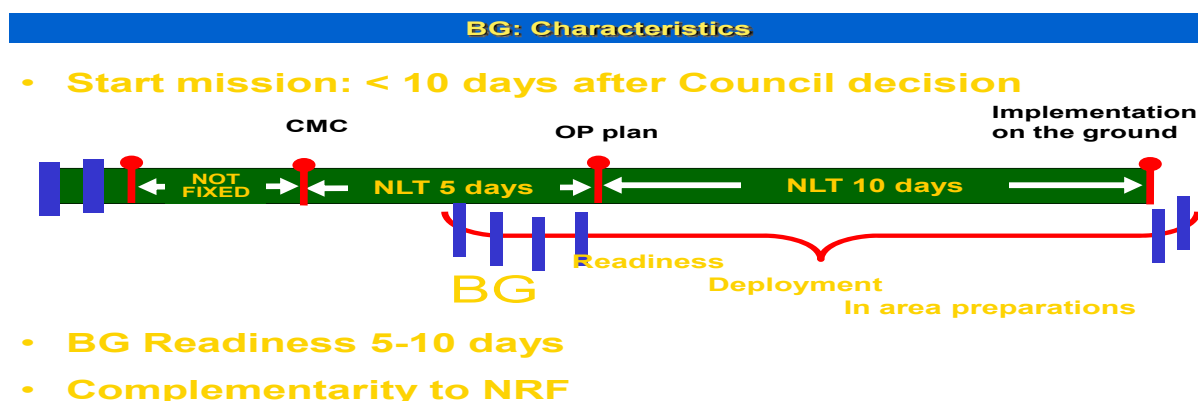 BG: Characteristics
• Start mission: < 10 days after Council decision
CMC
OP plan
Implementation
on the ground
NOT
FIXED
NLT 5 days
NLT 10 days
BG
Readiness
Deployment
In area preparations
• BG Readiness 5-10 days
• Complementarity to NRF